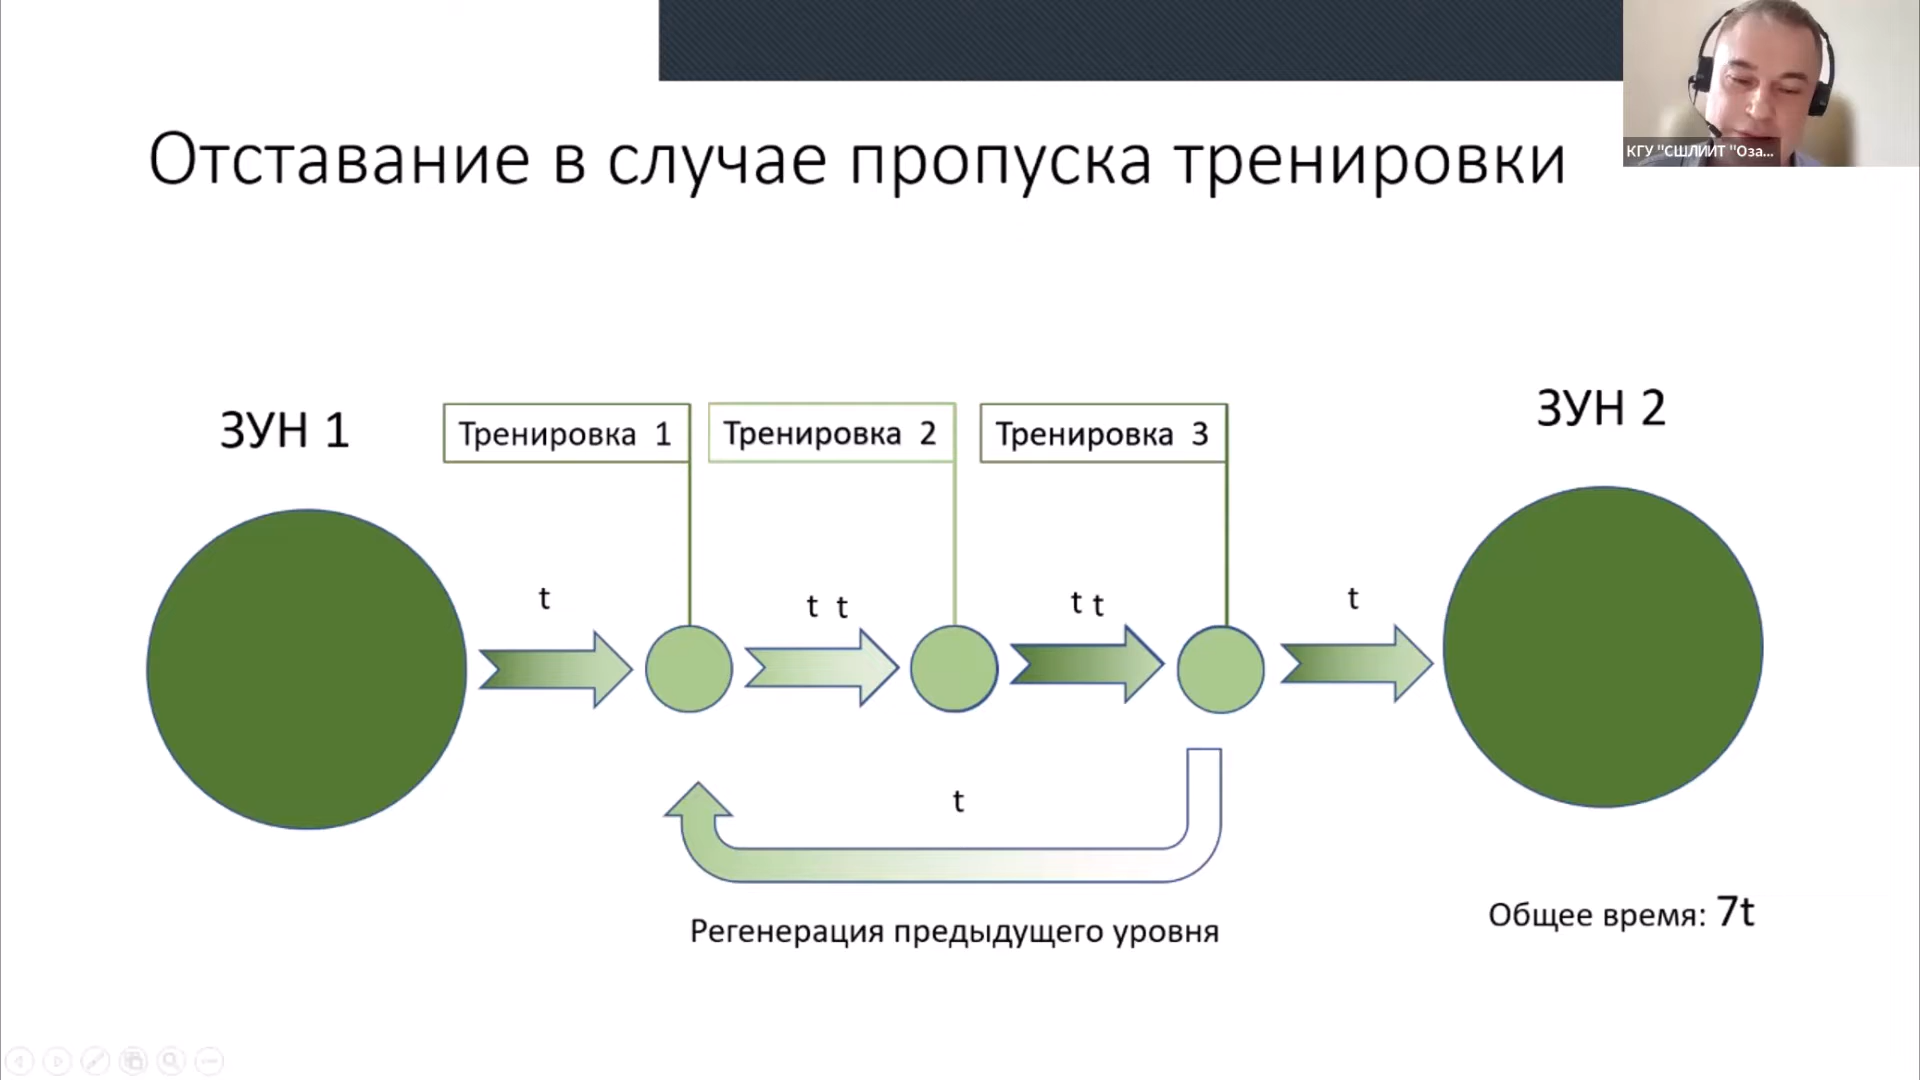 КГУ "СШЛИИТ "Оза...
Отставание в случае пропуска тренировки
ЗУН 1
Тренировка 1
Тренировка 2
Тренировка 3
ЗУН 2
t
t t
t t
t
t
Регенерация предыдущего уровня
Общее время: 7t